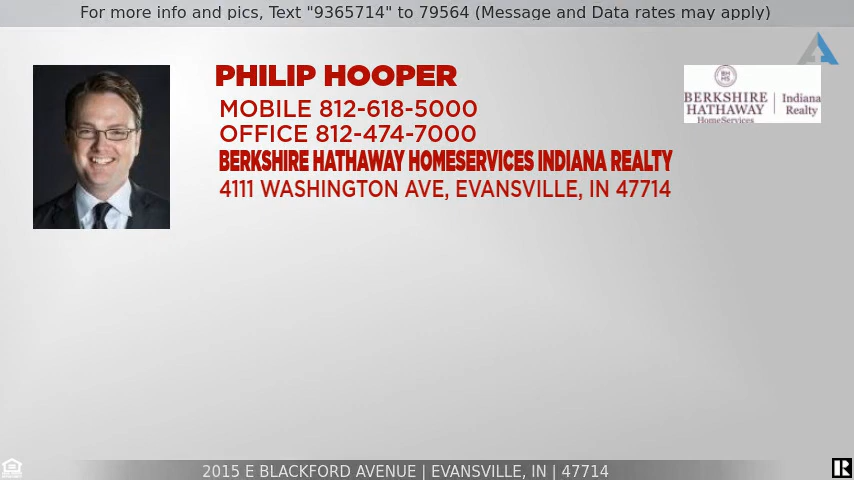 For more info and pics, Text "9365714" to 79564 (Message and Data rates may apply)
PHILIP HOOPER
MOBILE 812-618-5000
OFFICE 812-474-7000
BERKSHIRE HATHAWAY HOMESERVICES INDIANA REALTY
4111 WASHINGTON AVE, EVANSVILLE, IN 47714
BERKSHIRE
HATHAWAY
HomeServices
Indiana
Realty
2015 E BLACKFORD AVENUE | EVANSVILLE, IN | 47714